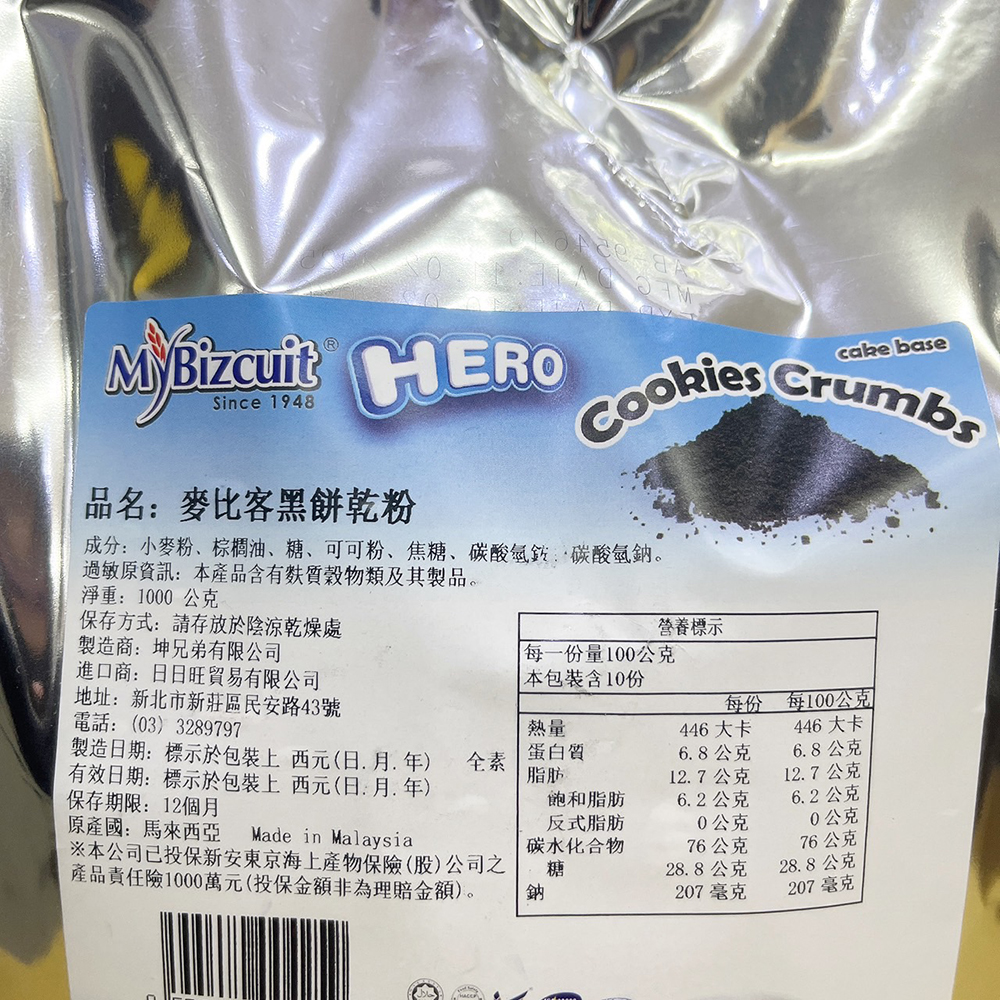 MyBizcuit® Since 1948
HERO
Cookies Crumbs
cake base
品名: 麥比客黑餅乾粉
成分: 小麥粉、棕櫚油、糖、可可粉、焦糖、碳酸氫銨、碳酸氫鈉。
過敏原資訊: 本產品含有麩質穀物類及其製品。
淨重: 1000 公克
保存方式: 請存放於陰涼乾燥處
製造商: 坤兄弟有限公司
進口商: 日日旺貿易有限公司
地址: 新北市新莊區民安路43號
電話: (03) 3289797
製造日期: 標示於包裝上 西元(日.月.年) 全素
有效日期: 標示於包裝上 西元(日.月.年)
保存期限: 12個月
原產國: 馬來西亞 Made in Malaysia
※本公司已投保新安東京海上產物保險(股)公司之
產品責任險1000萬元(投保金額非為理賠金額)。
營養標示
每一份量100公克
本包裝含10份
每份 每100公克
熱量 446 大卡 446 大卡
蛋白質 6.8 公克 6.8 公克
脂肪 12.7 公克 12.7 公克
飽和脂肪 6.2 公克 6.2 公克
反式脂肪 0 公克 0 公克
碳水化合物 76 公克 76 公克
糖 28.8 公克 28.8 公克
鈉 207 毫克 207 毫克
HACCP